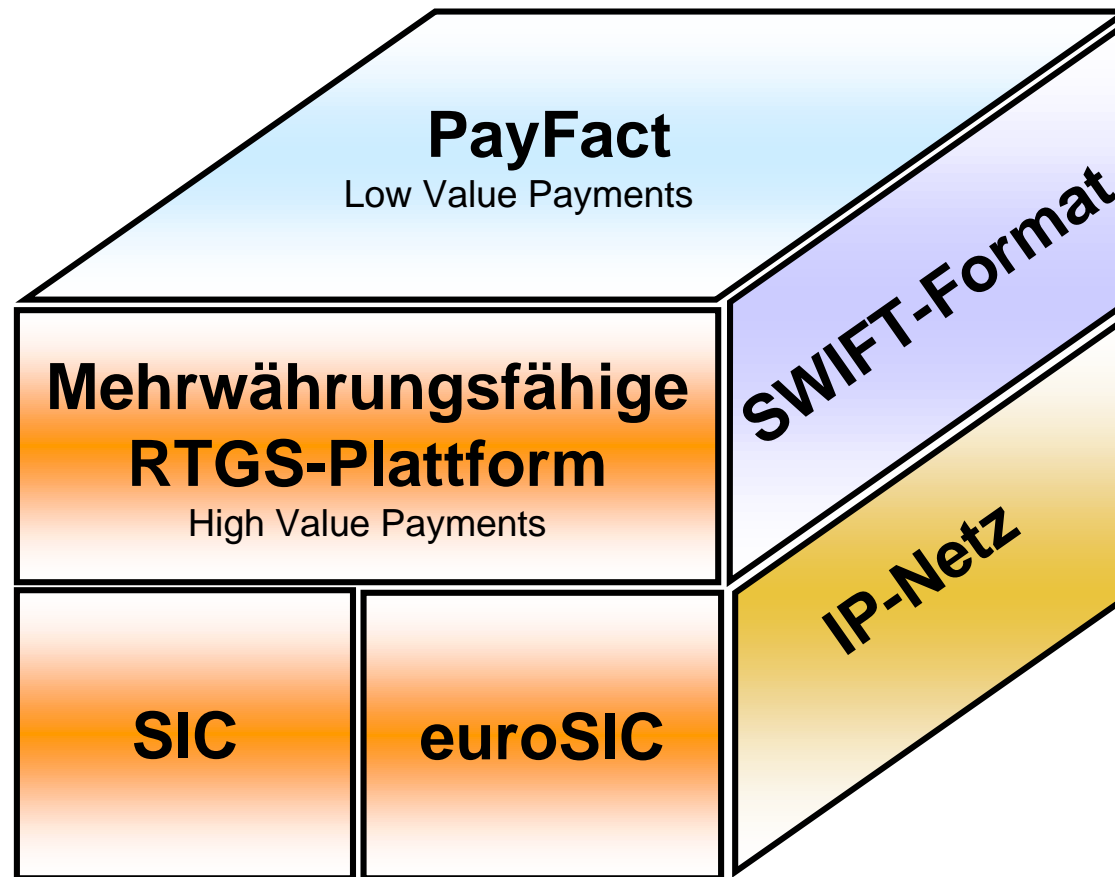 PayFact
Low Value Payments
SWIFT-Format
Mehrwährungsfähige
RTGS-Plattform
High Value Payments
IP-Netz
SIC
euroSIC